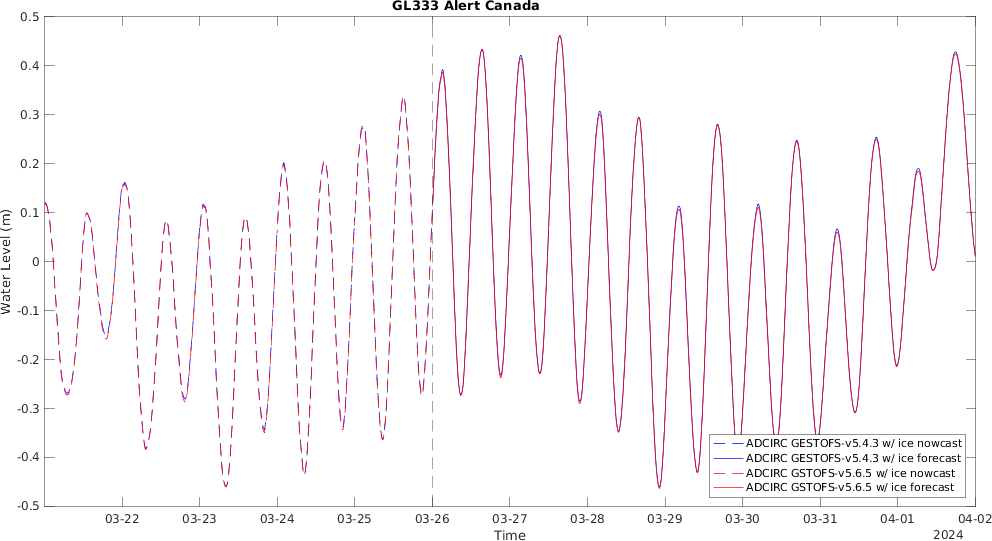 GL333 Alert Canada
0.5
0.4
0.3
0.2
0.1
0
-0.1
-0.2
-0.3
-0.4
-0.5
Water Level (m)
ADCIRC GESTOFS-v5.4.3 w/ ice nowcast
ADCIRC GESTOFS-v5.4.3 w/ ice forecast
ADCIRC GSTOFS-v5.6.5 w/ ice nowcast
ADCIRC GSTOFS-v5.6.5 w/ ice forecast
03-22 03-23 03-24 03-25 03-26 03-27 03-28 03-29 03-30 03-31 04-01 04-02
Time
2024